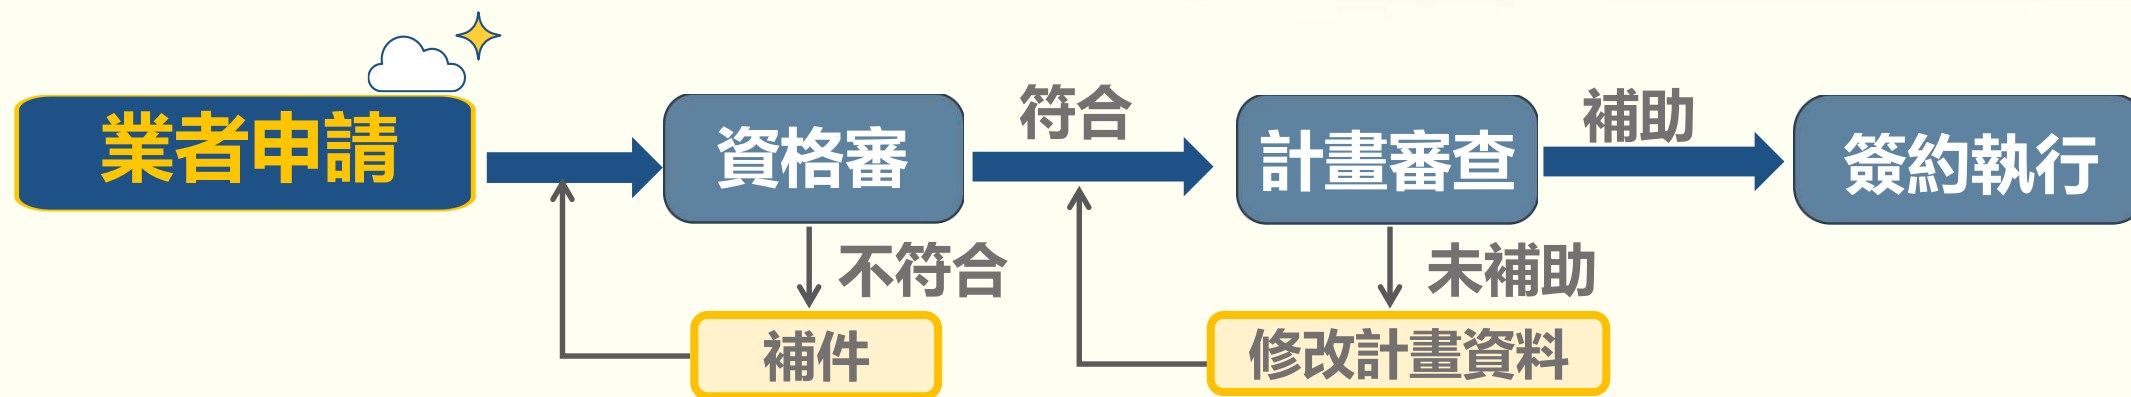 業者申請
資格審
符合
計畫審查
補助
簽約執行
不符合
未補助
補件
修改計畫資料